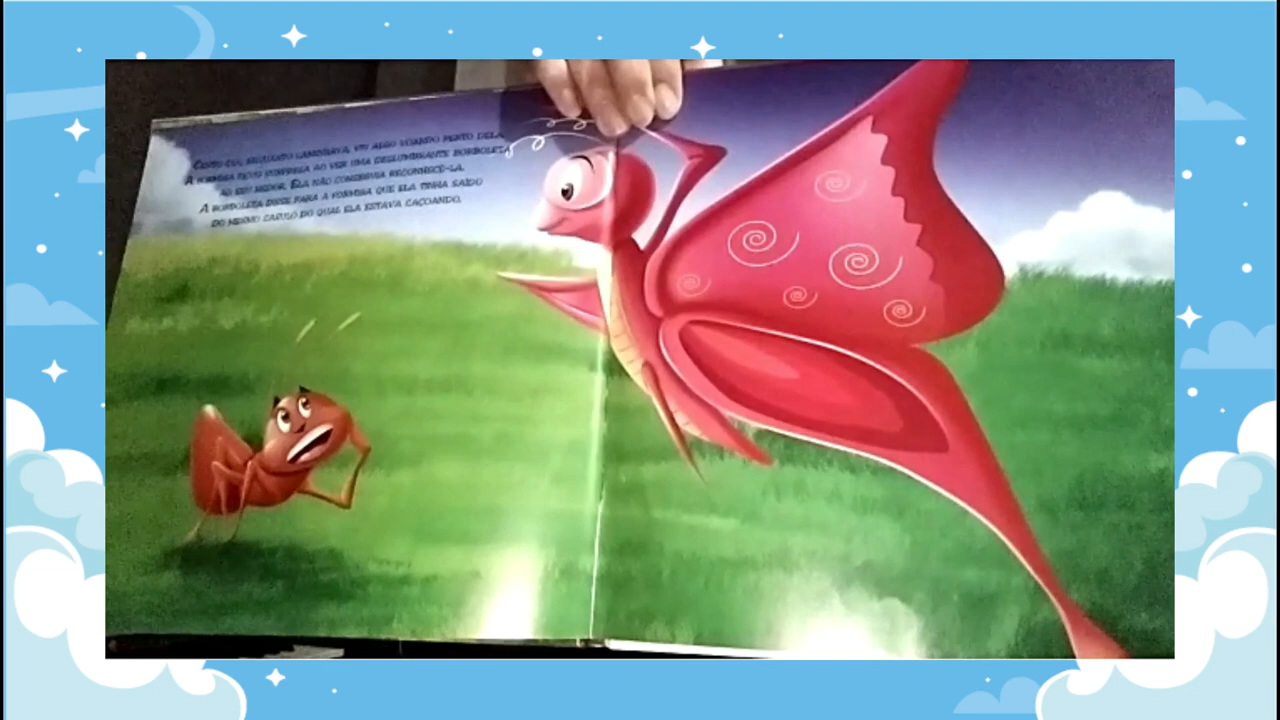 CERTO DIA, ENQUANTO CAMINHAVA, VIU ALGO VOANDO PERTO DELA.
A FORMIGA FICOU SURPRESA AO VER UMA DESLUMBRANTE BORBOLETA
AO SEU REDOR. ELA NÃO CONSEGUIA RECONHECÊ-LA.
A BORBOLETA DISSE PARA A FORMIGA QUE ELA TINHA SAÍDO
DO MESMO CASULO DO QUAL ELA ESTAVA CAÇOANDO.